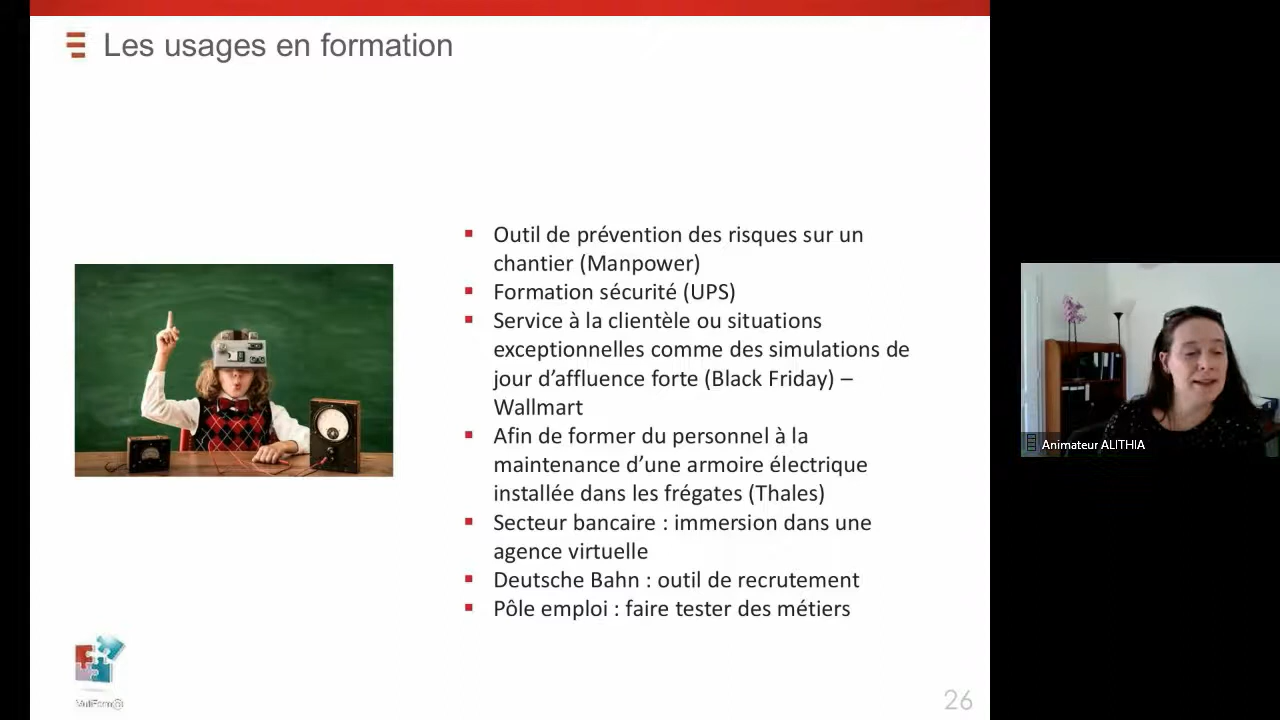 Les usages en formation
Outil de prévention des risques sur un
chantier (Manpower)
Formation sécurité (UPS)
Service à la clientèle ou situations
exceptionnelles comme des simulations de
jour d’affluence forte (Black Friday) –
Wallmart
Afin de former du personnel à la
maintenance d’une armoire électrique
installée dans les frégates (Thales)
Secteur bancaire : immersion dans une
agence virtuelle
Deutsche Bahn : outil de recrutement
Pôle emploi : faire tester des métiers
Animateur ALITHIA
26